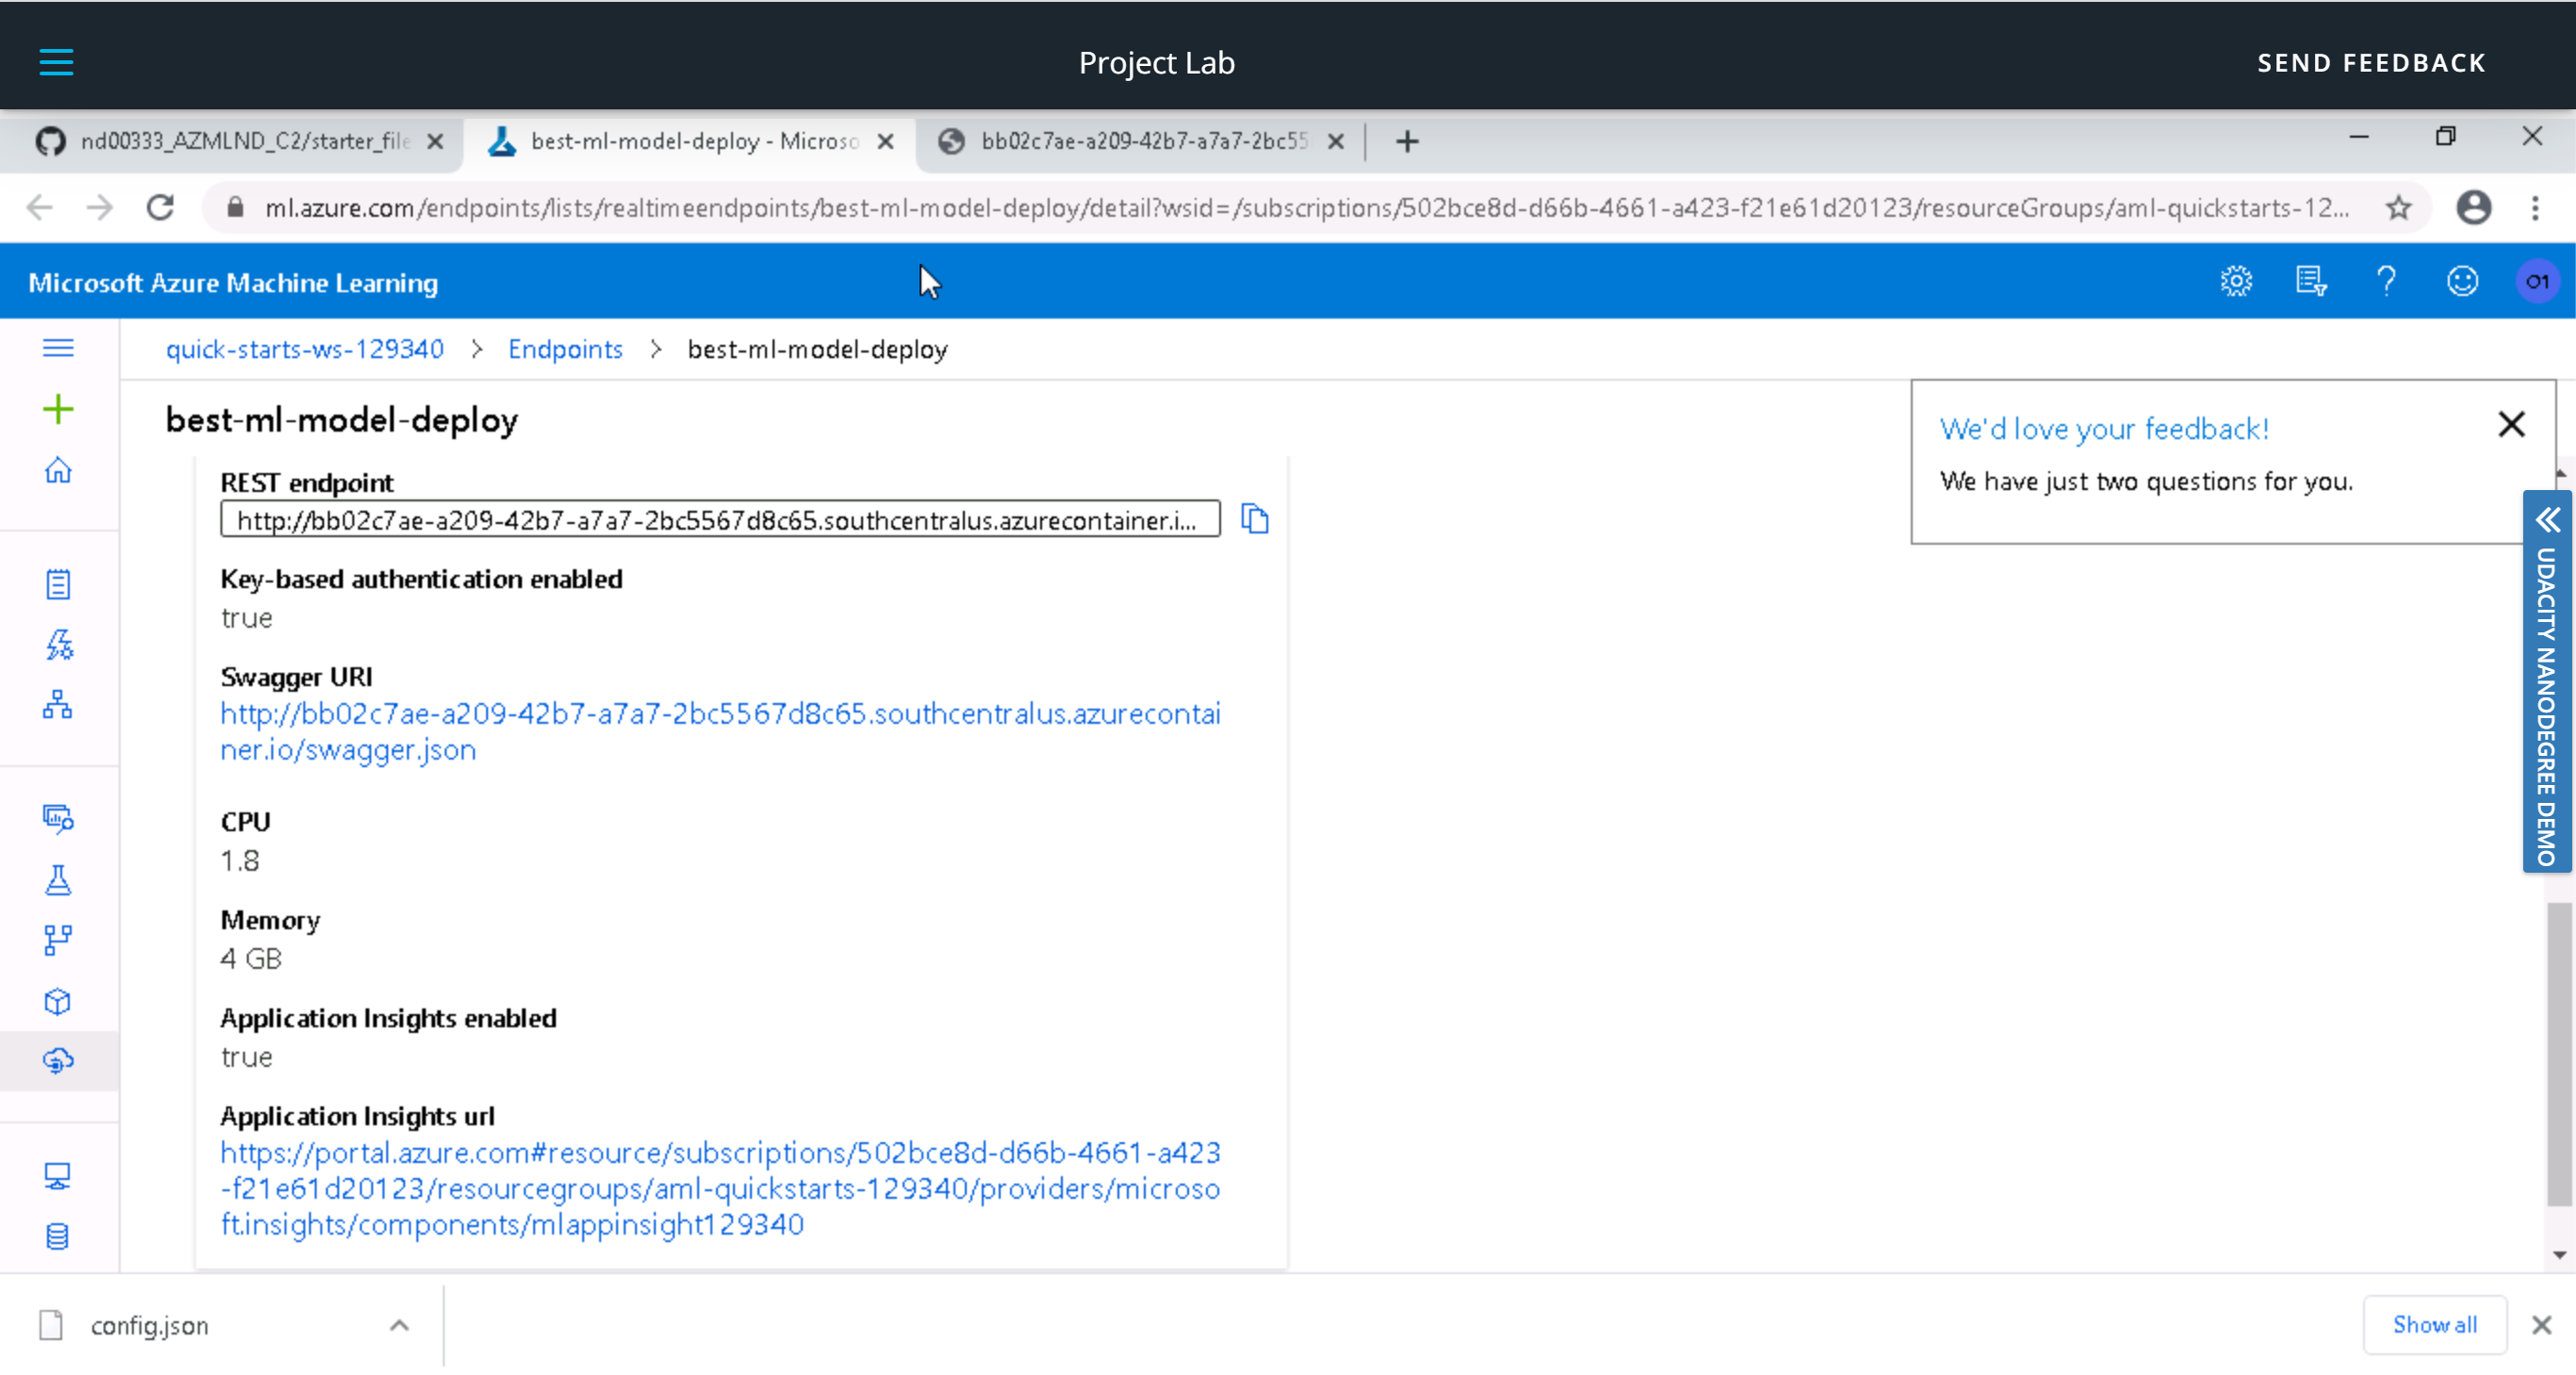 Project Lab
SEND FEEDBACK
nd00333_AZMLND_C2/starter_file
best-ml-model-deploy - Microso
bb02c7ae-a209-42b7-a7a7-2bc55
ml.azure.com/endpoints/lists/realtimeendpoints/best-ml-model-deploy/detail?wsid=/subscriptions/502bce8d-d66b-4661-a423-f21e61d20123/resourceGroups/aml-quickstarts-12...
Microsoft Azure Machine Learning
?
O1
quick-starts-ws-129340 > Endpoints > best-ml-model-deploy
best-ml-model-deploy
We'd love your feedback!
We have just two questions for you.
UDACITY NANODEGREE DEMO
REST endpoint
http://bb02c7ae-a209-42b7-a7a7-2bc5567d8c65.southcentralus.azurecontainer.i...
Key-based authentication enabled
true
Swagger URI
http://bb02c7ae-a209-42b7-a7a7-2bc5567d8c65.southcentralus.azurecontai
ner.io/swagger.json
CPU
1.8
Memory
4 GB
Application Insights enabled
true
Application Insights url
https://portal.azure.com#resource/subscriptions/502bce8d-d66b-4661-a423
-f21e61d20123/resourcegroups/aml-quickstarts-129340/providers/microso
ft.insights/components/mlappinsight129340
config.json
Show all